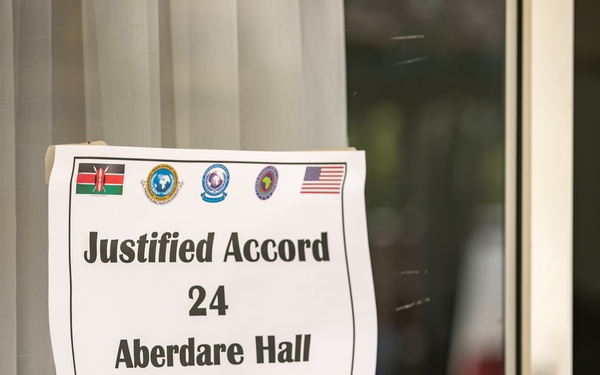 Justified Accord
24
Aberdare Hall